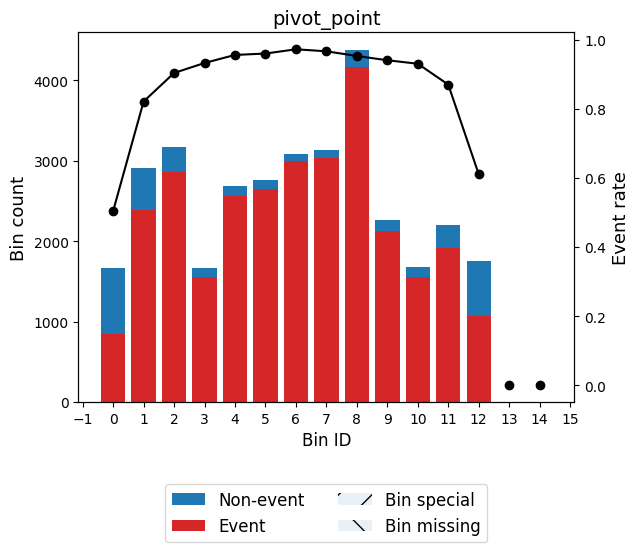 pivot_point
4000
3000
2000
1000
0
Bin count
1.0
0.8
0.6
0.4
0.2
0.0
Event rate
−1 0 1 2 3 4 5 6 7 8 9 10 11 12 13 14 15
Bin ID
Non-event Bin special
Event Bin missing